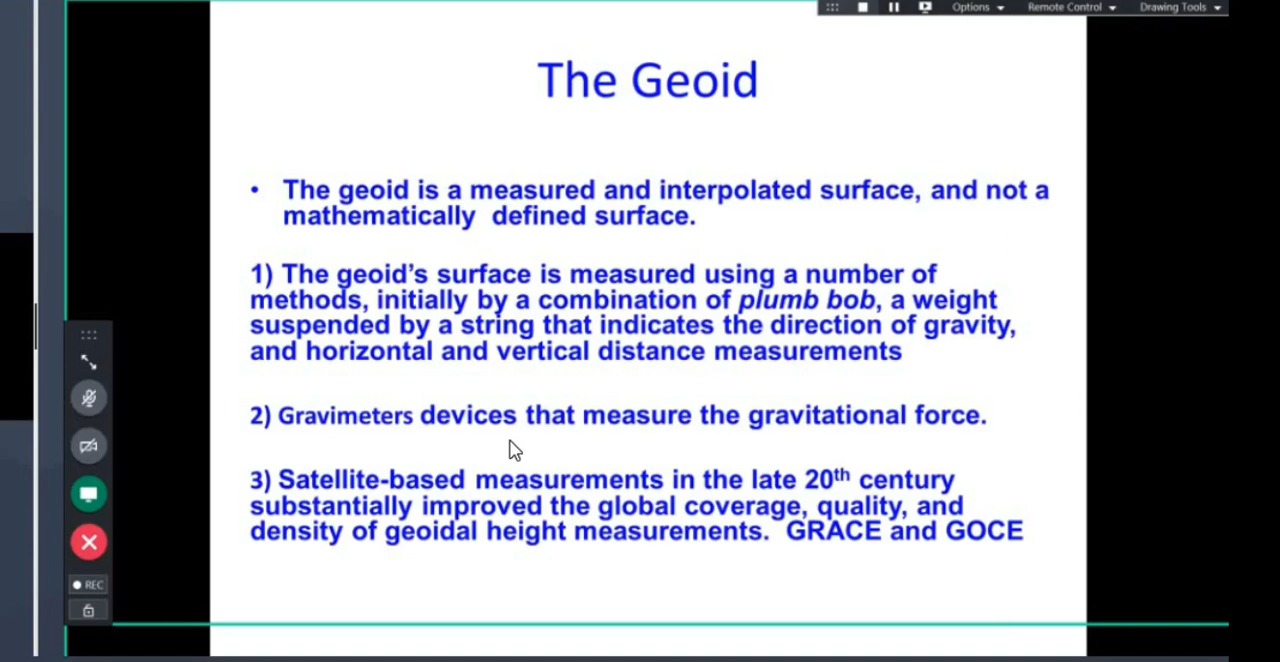 Options
Remote Control
Drawing Tools
The Geoid
• The geoid is a measured and interpolated surface, and not a
mathematically defined surface.
1) The geoid’s surface is measured using a number of
methods, initially by a combination of plumb bob, a weight
suspended by a string that indicates the direction of gravity,
and horizontal and vertical distance measurements
2) Gravimeters devices that measure the gravitational force.
3) Satellite-based measurements in the late 20th century
substantially improved the global coverage, quality, and
density of geoidal height measurements. GRACE and GOCE
REC